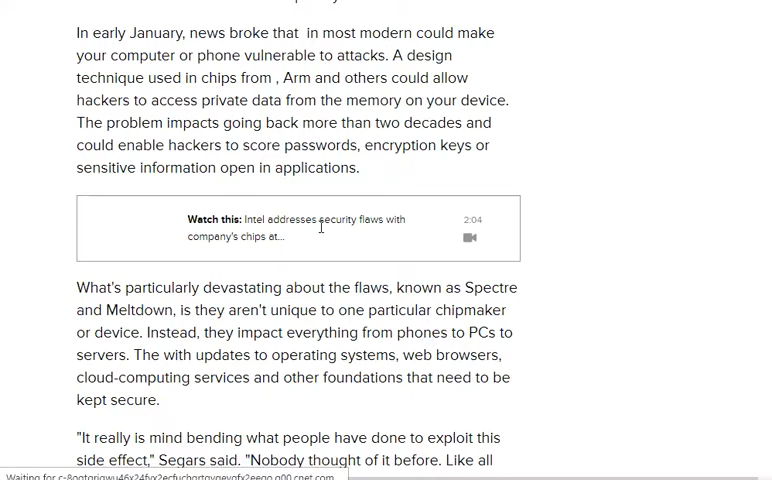 In early January, news broke that in most modern could make
your computer or phone vulnerable to attacks. A design
technique used in chips from , Arm and others could allow
hackers to access private data from the memory on your device.
The problem impacts going back more than two decades and
could enable hackers to score passwords, encryption keys or
sensitive information open in applications.
Watch this: Intel addresses security flaws with 2:04
company's chips at...
What's particularly devastating about the flaws, known as Spectre
and Meltdown, is they aren't unique to one particular chipmaker
or device. Instead, they impact everything from phones to PCs to
servers. The with updates to operating systems, web browsers,
cloud-computing services and other foundations that need to be
kept secure.
"It really is mind bending what people have done to exploit this
side effect," Segars said. "Nobody thought of it before. Like all
Waiting for